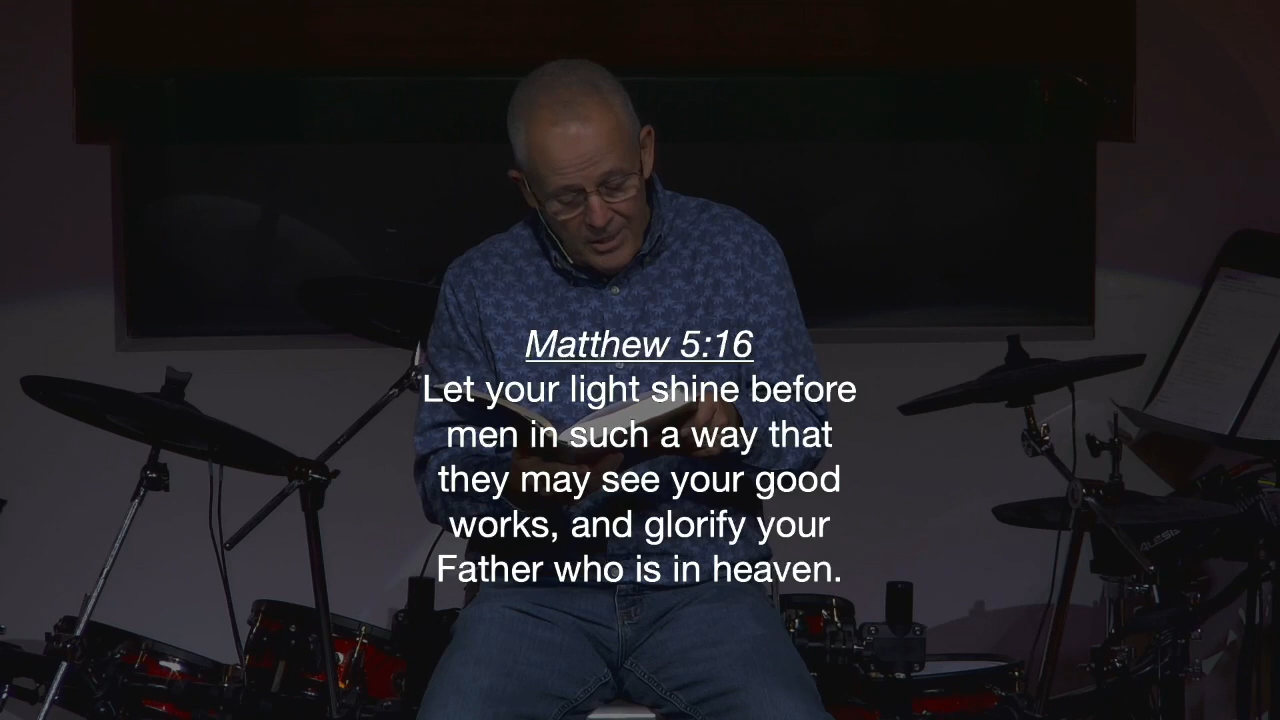 Matthew 5:16
Let your light shine before
men in such a way that
they may see your good
works, and glorify your
Father who is in heaven.
ALESIS